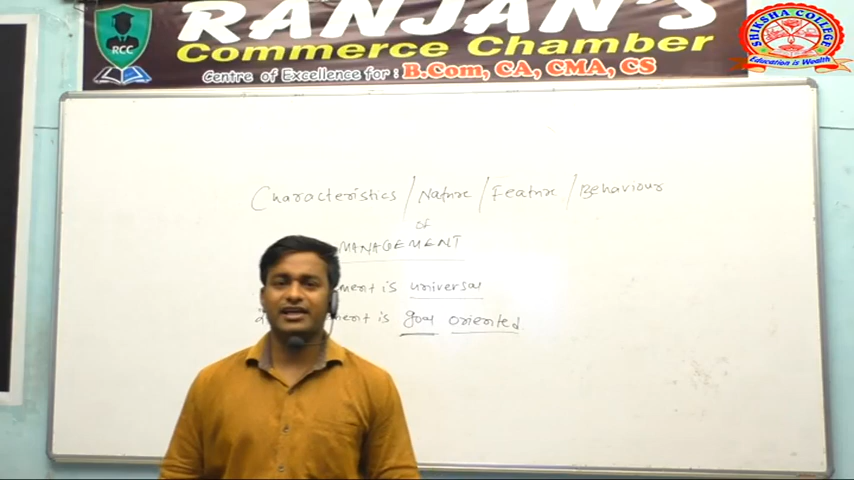 RANJAN'S
Commerce Chamber
Centre of Excellence for : B.Com, CA, CMA, CS
RCC
SHIKSHA COLLEGE
Education is Wealth
Characteristics / Nature / Feature / Behaviour
of
MANAGEMENT
ment is universal
ment is goal oriented